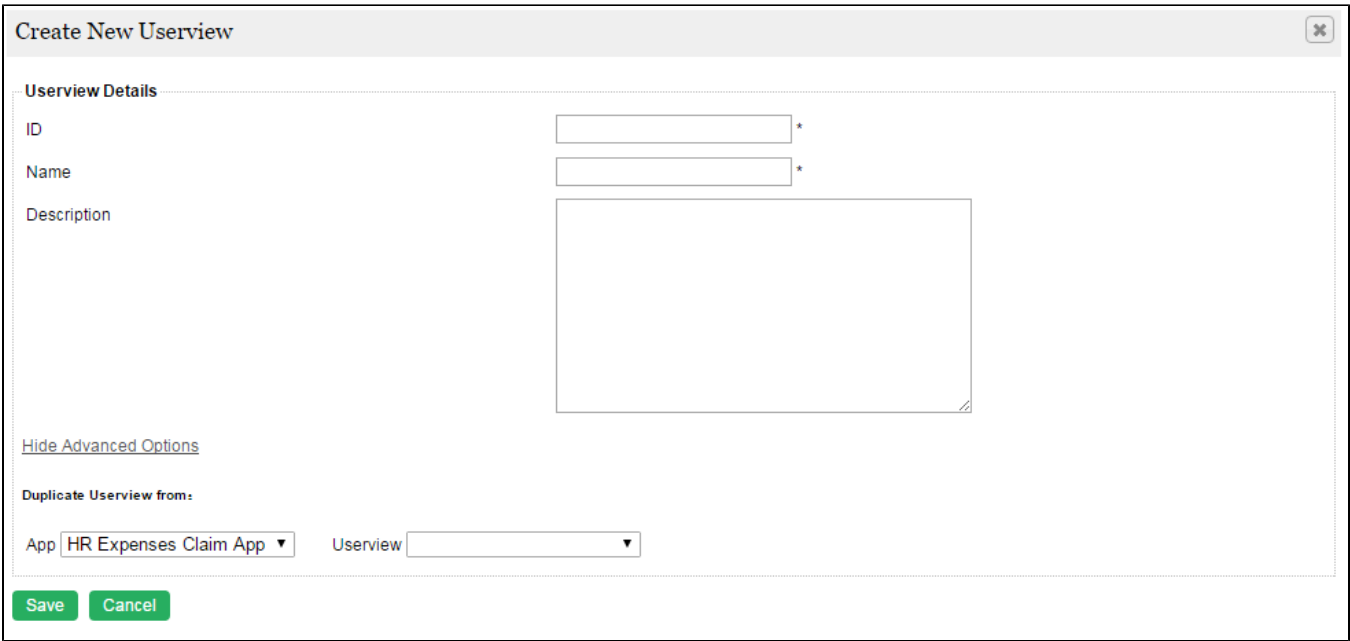 Create New Userview
Userview Details
ID *
Name *
Description
Hide Advanced Options
Duplicate Userview from:
App HR Expenses Claim App Userview
Save Cancel